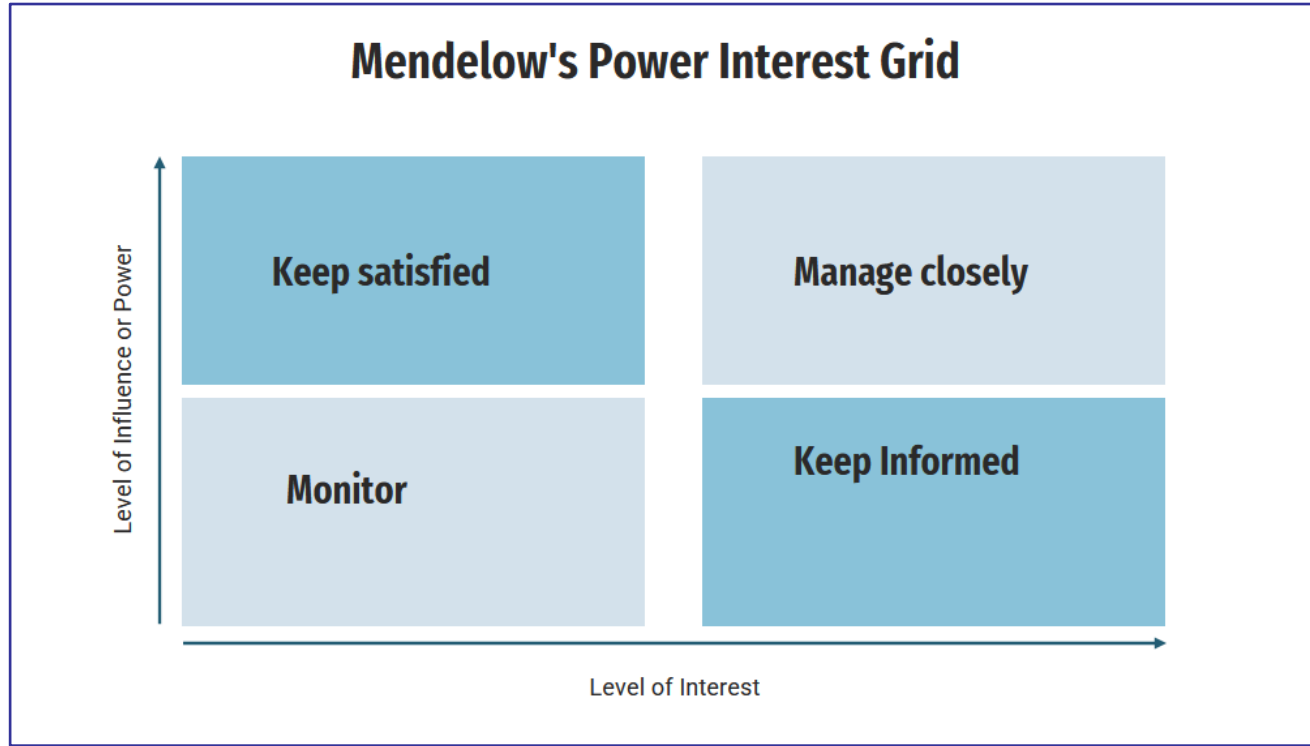 Mendelow's Power Interest Grid
Level of Influence or Power
Keep satisfied
Manage closely
Monitor
Keep Informed
Level of Interest